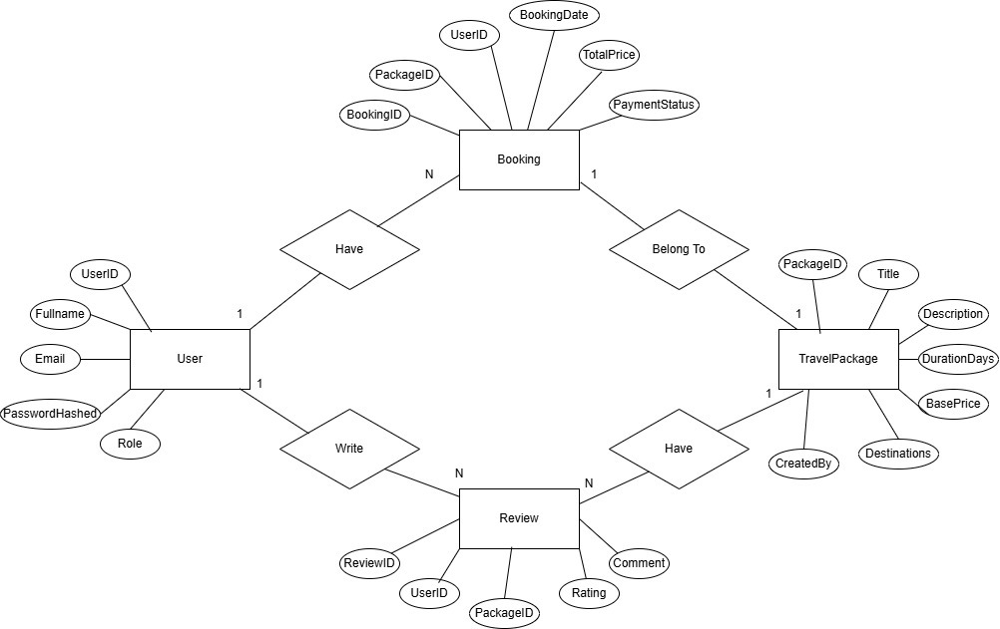 BookingDate
UserID
TotalPrice
PackageID
PaymentStatus
BookingID
Booking
N
1
Have
Belong To
UserID
PackageID
Title
Fullname
1
1
Description
Email
User
TravelPackage
DurationDays
1
1
PasswordHashed
BasePrice
Role
Write
Have
Destinations
CreatedBy
N
N
Review
ReviewID
Comment
UserID
Rating
PackageID